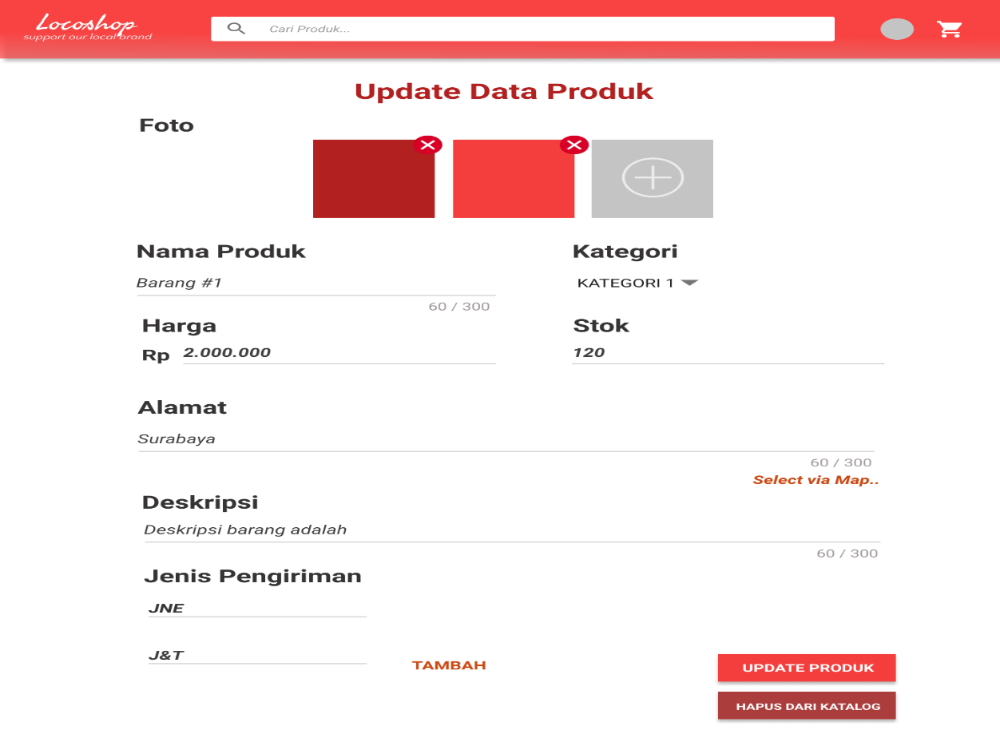 Locoshop
support our local brand
Cari Produk...
Update Data Produk
Foto
Nama Produk
Kategori
Barang #1
KATEGORI 1
60 / 300
Harga
Stok
Rp 2.000.000
120
Alamat
Surabaya
60 / 300
Select via Map..
Deskripsi
Deskripsi barang adalah
60 / 300
Jenis Pengiriman
JNE
J&T
TAMBAH
UPDATE PRODUK
HAPUS DARI KATALOG